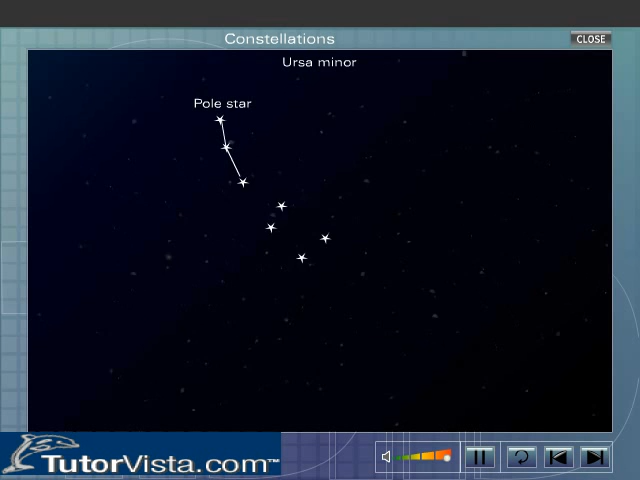 Constellations
CLOSE
Ursa minor
Pole star
TutorVista.com™